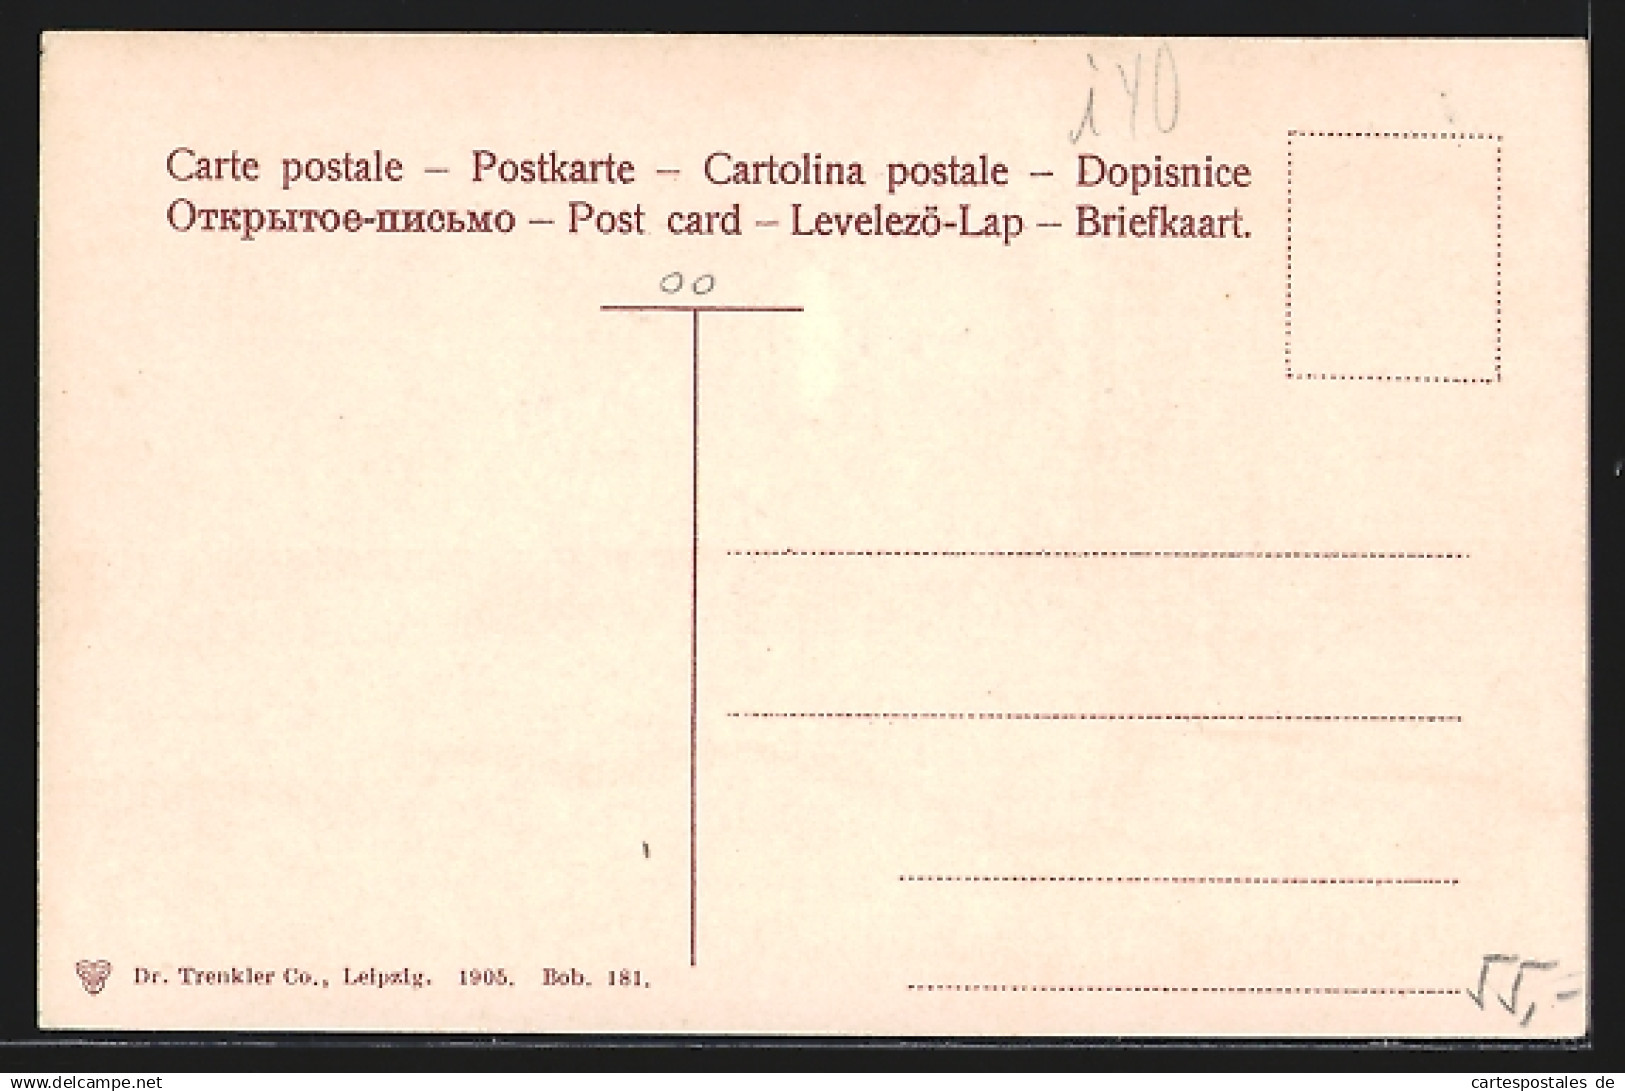 i40
Carte postale – Postkarte – Cartolina postale – Dopisnice
Открытое-письмо – Post card – Levelezö-Lap – Briefkaart.
00
Dr. Trenkler Co., Leipzig. 1905. Bob. 181.
55,-
www.delcampe.net
cartespostales de